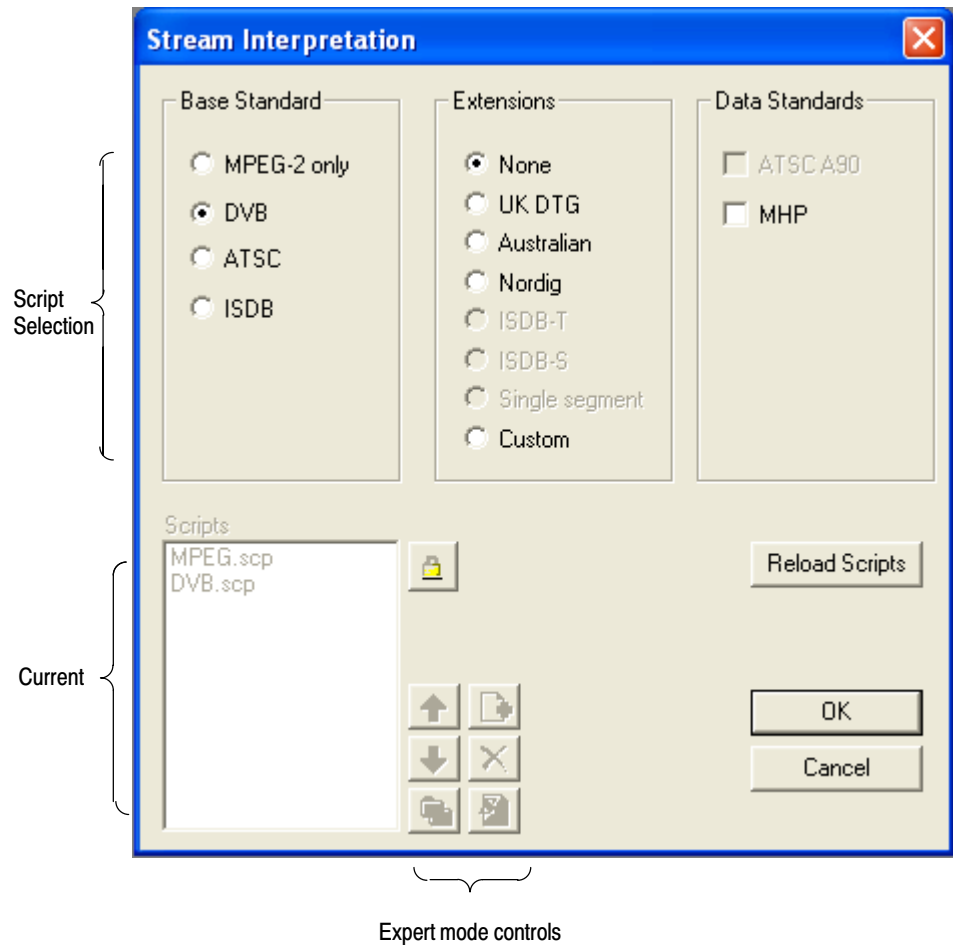 Stream Interpretation
Base Standard
MPEG-2 only
DVB
ATSC
ISDB
Extensions
None
UK DTG
Australian
Nordig
ISDB-T
ISDB-S
Single segment
Custom
Data Standards
ATSC A90
MHP
Script
Selection
Scripts
MPEG.scp
DVB.scp
Reload Scripts
Current
OK
Cancel
Expert mode controls